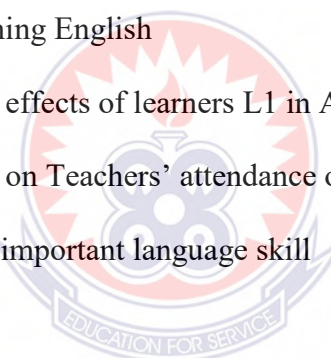 ning English
effects of learners L1 in A
on Teachers’ attendance o
important language skill
EDUCATION FOR SERVICE